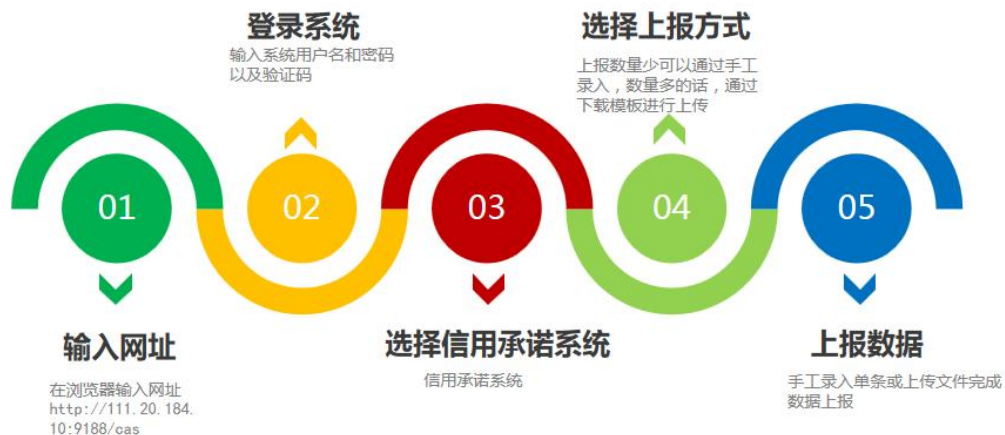 登录系统
输入系统用户名和密码
以及验证码
选择上报方式
上报数量少可以通过手工
录入，数量多的话，通过
下载模板进行上传
01
02
03
04
05
输入网址
在浏览器输入网址
http://111.20.184.
10:9188/cas
选择信用承诺系统
信用承诺系统
上报数据
手工录入单条或上传文件完成
数据上报